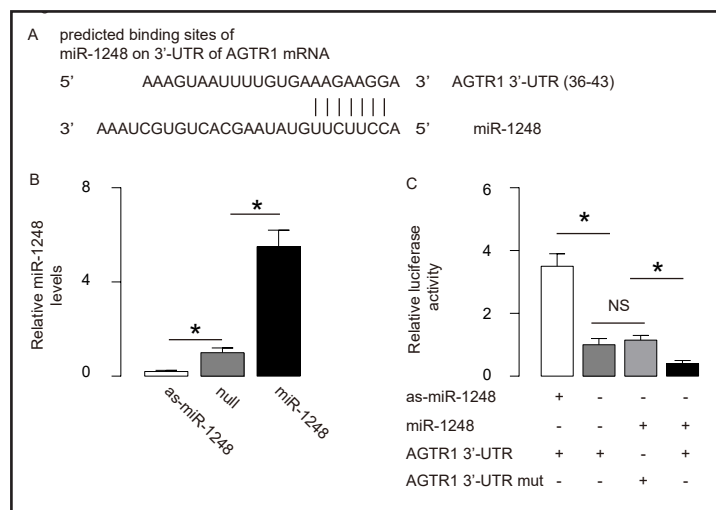 A predicted binding sites of
miR-1248 on 3'-UTR of AGTR1 mRNA
5' AAAGUAAUUUUGUGAAAGAAGGA 3' AGTR1 3'-UTR (36-43)
3' AAAUCGUGUCACGAAUAUGUUCUUCCA 5' miR-1248
B
Relative miR-1248
levels
8
4
0
*
*
as-miR-1248
null
miR-1248
C
Relative luciferase
activity
6
4
2
0
*
NS
*
as-miR-1248 + - - -
miR-1248 - - + +
AGTR1 3'-UTR + + - +
AGTR1 3'-UTR mut - - + -